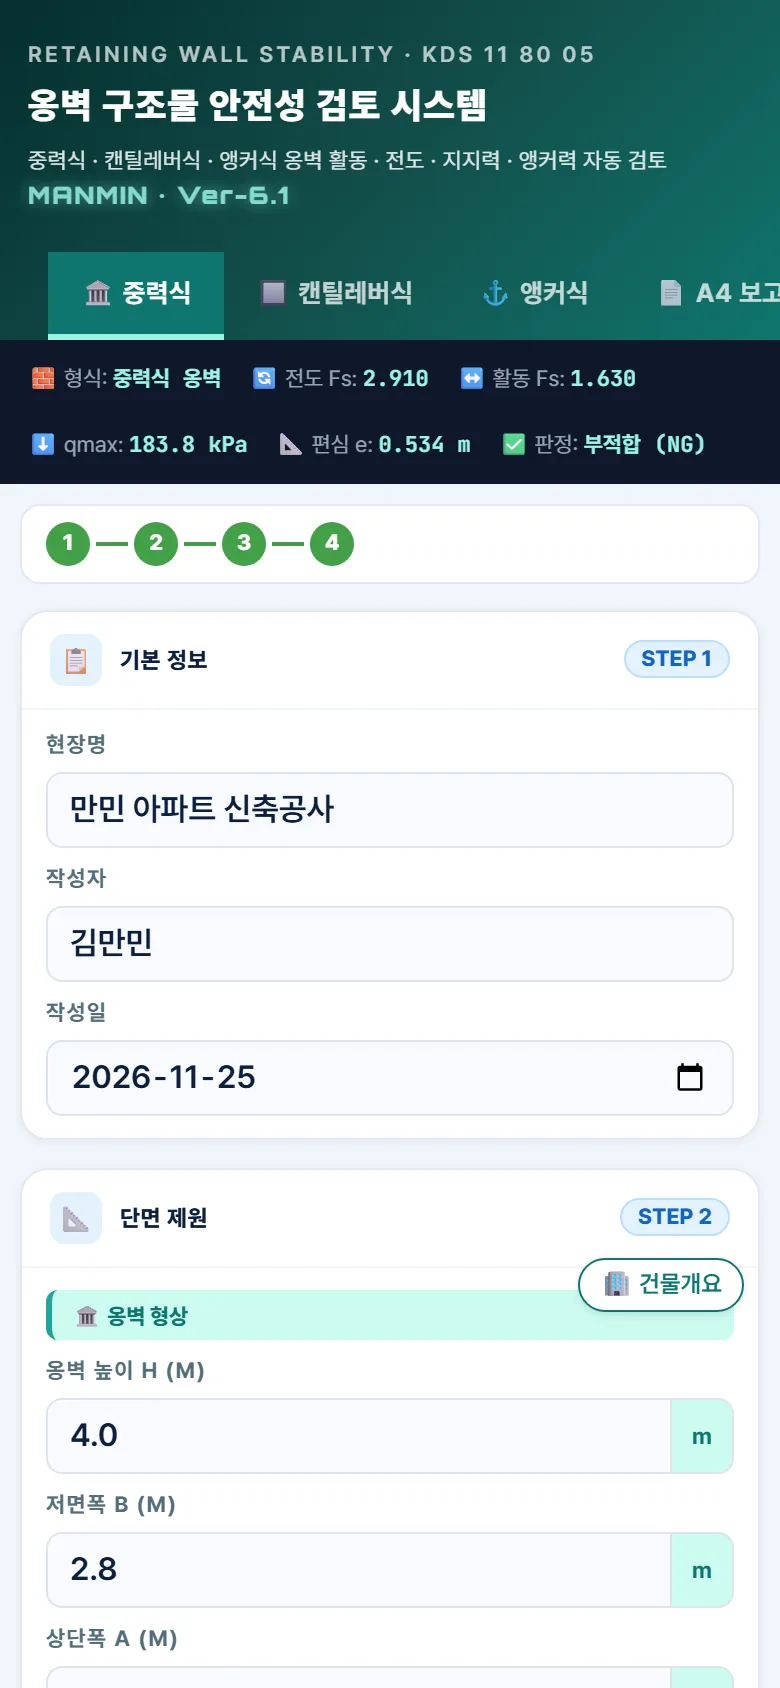 RETAINING WALL STABILITY · KDS 11 80 05
옹벽 구조물 안전성 검토 시스템
중력식 · 캔틸레버식 · 앵커식 옹벽 활동 · 전도 · 지지력 · 앵커력 자동 검토
MANMIN · Ver-6.1
중력식 캔틸레버식 앵커식 A4 보고
형식: 중력식 옹벽 전도 Fs: 2.910 활동 Fs: 1.630
qmax: 183.8 kPa 편심 e: 0.534 m 판정: 부적합 (NG)
1 2 3 4
기본 정보 STEP 1
현장명
만민 아파트 신축공사
작성자
김만민
작성일
2026-11-25
단면 제원 STEP 2
건물개요
옹벽 형상
옹벽 높이 H (M)
4.0 m
저면폭 B (M)
2.8 m
상단폭 A (M)